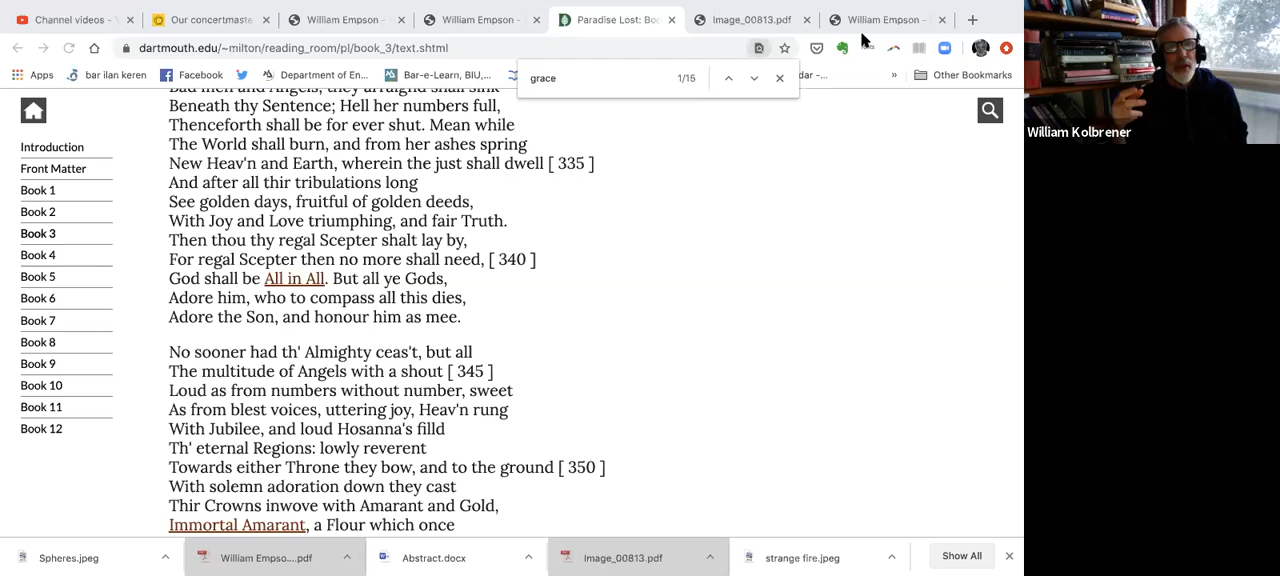 Channel videos - Y
Our concertmaste
William Empson -
William Empson -
Paradise Lost: Boo
Image_00813.pdf
William Empson -
dartmouth.edu/~milton/reading_room/pl/book_3/text.shtml
Apps
bar ilan keren
Facebook
Department of En...
Bar-e-Learn, BIU,...
dar -...
»
Other Bookmarks
grace
1/15
William Kolbrener
Introduction
Front Matter
Book 1
Book 2
Book 3
Book 4
Book 5
Book 6
Book 7
Book 8
Book 9
Book 10
Book 11
Book 12
Bad men and Angels, they arraignd shall sink
Beneath thy Sentence; Hell her numbers full,
Thenceforth shall be for ever shut. Mean while
The World shall burn, and from her ashes spring
New Heav'n and Earth, wherein the just shall dwell [ 335 ]
And after all thir tribulations long
See golden days, fruitful of golden deeds,
With Joy and Love triumphing, and fair Truth.
Then thou thy regal Scepter shalt lay by,
For regal Scepter then no more shall need, [ 340 ]
God shall be All in All. But all ye Gods,
Adore him, who to compass all this dies,
Adore the Son, and honour him as mee.
No sooner had th' Almighty ceas't, but all
The multitude of Angels with a shout [ 345 ]
Loud as from numbers without number, sweet
As from blest voices, uttering joy, Heav'n rung
With Jubilee, and loud Hosanna's filld
Th' eternal Regions: lowly reverent
Towards either Throne they bow, and to the ground [ 350 ]
With solemn adoration down they cast
Thir Crowns inwove with Amarant and Gold,
Immortal Amarant, a Flour which once
Spheres.jpeg
William Empso....pdf
Abstract.docx
Image_00813.pdf
strange fire.jpeg
Show All